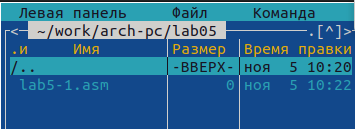 Левая панель Файл Команда
<─ ~/work/arch-pc/lab05 ─.[^]>
.и Имя Размер Время правки
/.. -ВВЕРХ- ноя 5 10:20
lab5-1.asm 0 ноя 5 10:22